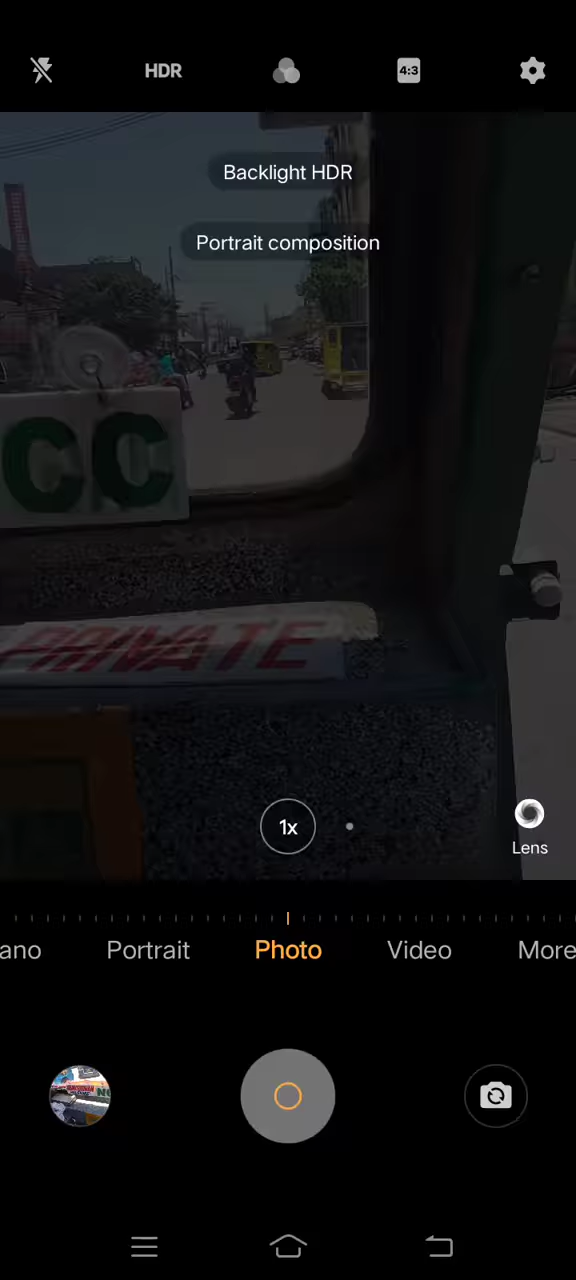 HDR
4:3
Backlight HDR
Portrait composition
CC
PRIVATE
1x
Lens
ano
Portrait
Photo
Video
More